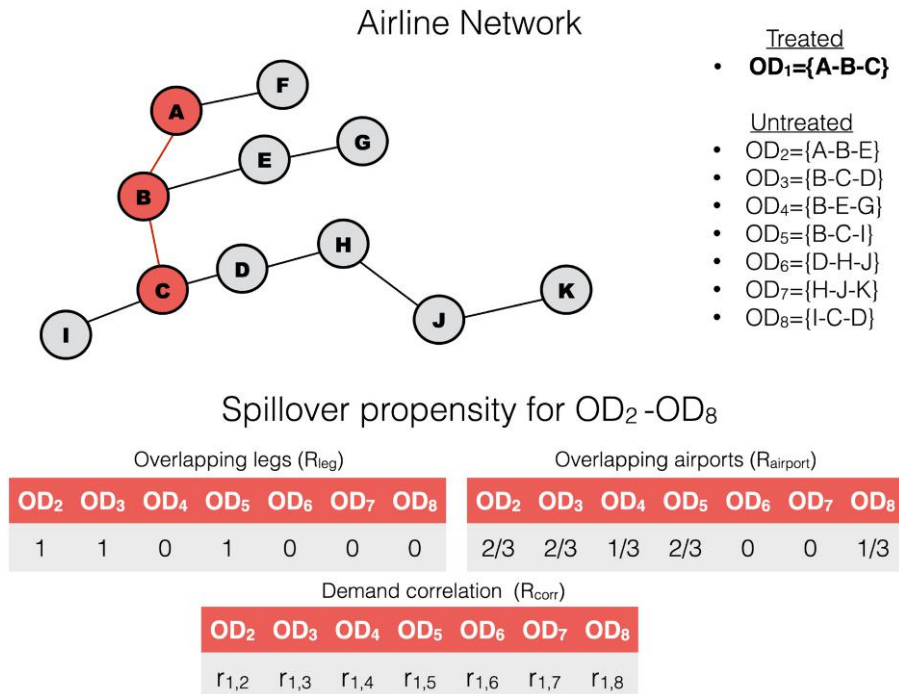 Airline Network
Treated
• OD₁={A-B-C}
Untreated
• OD₂={A-B-E}
• OD₃={B-C-D}
• OD₄={B-E-G}
• OD₅={B-C-I}
• OD₆={D-H-J}
• OD₇={H-J-K}
• OD₈={I-C-D}
F
A
G
E
B
H
D
C
K
J
I
Spillover propensity for OD₂-OD₈
Overlapping legs (Rleg)
OD₂ OD₃ OD₄ OD₅ OD₆ OD₇ OD₈
1 1 0 1 0 0 0
Overlapping airports (Rairport)
OD₂ OD₃ OD₄ OD₅ OD₆ OD₇ OD₈
2/3 2/3 1/3 2/3 0 0 1/3
Demand correlation (Rcorr)
OD₂ OD₃ OD₄ OD₅ OD₆ OD₇ OD₈
r₁,₂ r₁,₃ r₁,₄ r₁,₅ r₁,₆ r₁,₇ r₁,₈